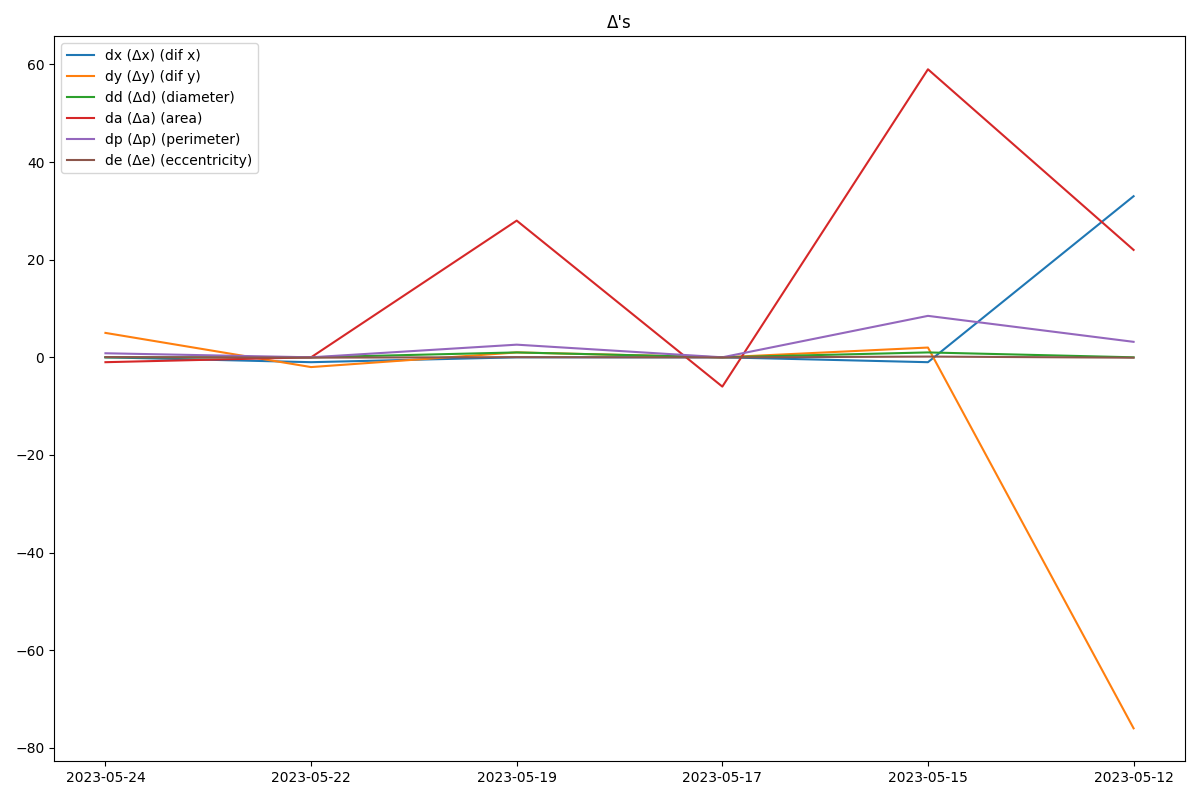 Δ's
dx (Δx) (dif x)
dy (Δy) (dif y)
dd (Δd) (diameter)
da (Δa) (area)
dp (Δp) (perimeter)
de (Δe) (eccentricity)
60
40
20
0
−20
−40
−60
−80
2023-05-24 2023-05-22 2023-05-19 2023-05-17 2023-05-15 2023-05-12